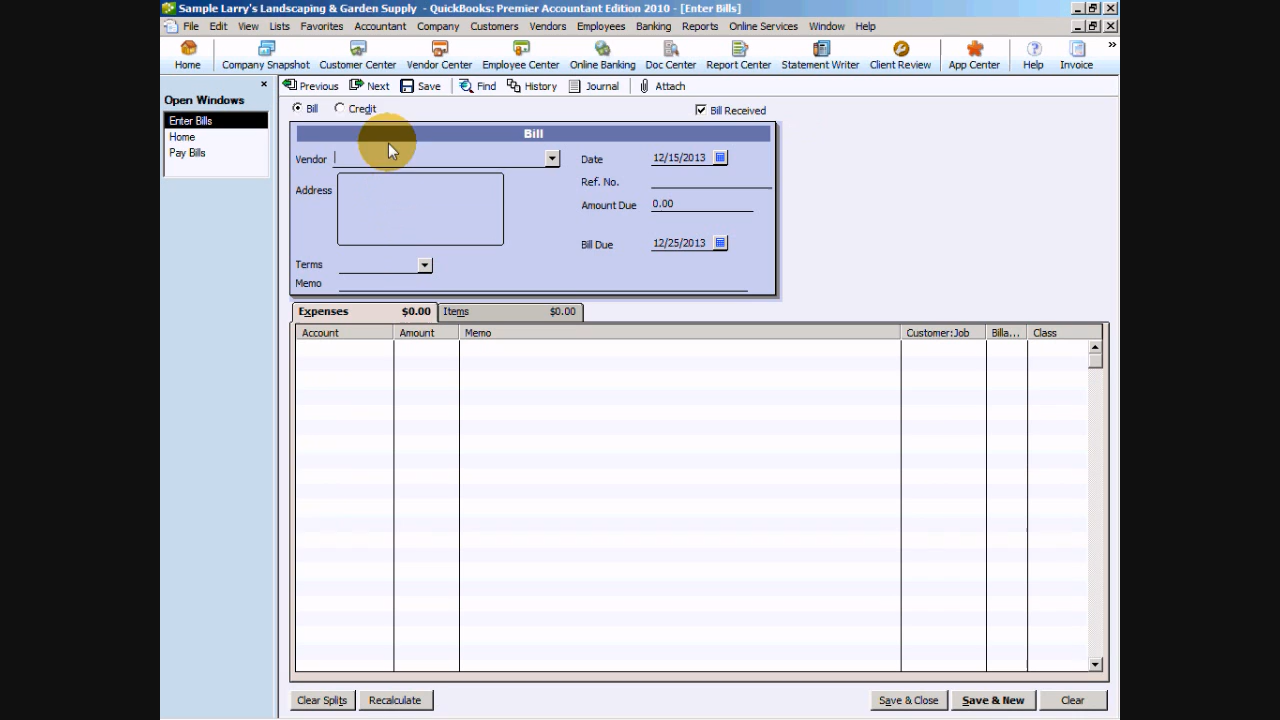 Sample Larry's Landscaping & Garden Supply - QuickBooks: Premier Accountant Edition 2010 - [Enter Bills]
File Edit View Lists Favorites Accountant Company Customers Vendors Employees Banking Reports Online Services Window Help
Home Company Snapshot Customer Center Vendor Center Employee Center Online Banking Doc Center Report Center Statement Writer Client Review App Center Help Invoice
Open Windows
Enter Bills
Home
Pay Bills
Previous Next Save Find History Journal Attach
Bill Credit Bill Received
Bill
Vendor Date 12/15/2013
Address Ref. No.
Amount Due 0.00
Bill Due 12/25/2013
Terms
Memo
Expenses $0.00 Items $0.00
Account Amount Memo Customer:Job Billa... Class
Clear Splits Recalculate Save & Close Save & New Clear